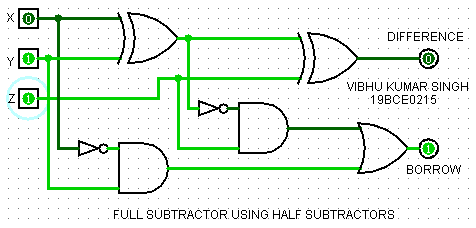 X 0
DIFFERENCE
Y 1
0
VIBHU KUMAR SINGH
19BCE0215
Z 1
1
BORROW
FULL SUBTRACTOR USING HALF SUBTRACTORS